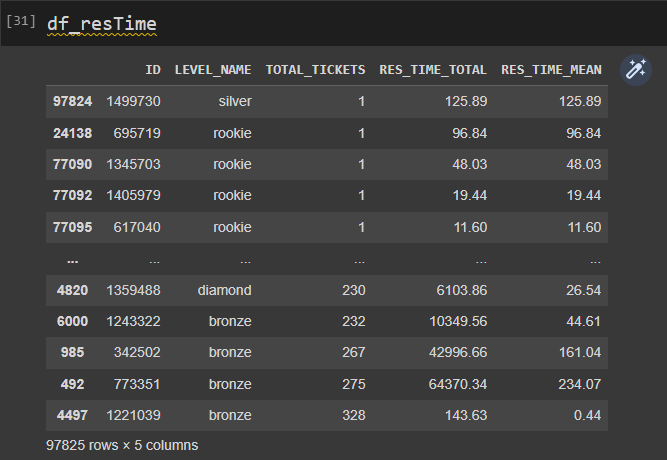 [31] df_resTime
ID LEVEL_NAME TOTAL_TICKETS RES_TIME_TOTAL RES_TIME_MEAN
97824 1499730 silver 1 125.89 125.89
24138 695719 rookie 1 96.84 96.84
77090 1345703 rookie 1 48.03 48.03
77092 1405979 rookie 1 19.44 19.44
77095 617040 rookie 1 11.60 11.60
... ... ... ... ... ...
4820 1359488 diamond 230 6103.86 26.54
6000 1243322 bronze 232 10349.56 44.61
985 342502 bronze 267 42996.66 161.04
492 773351 bronze 275 64370.34 234.07
4497 1221039 bronze 328 143.63 0.44
97825 rows × 5 columns